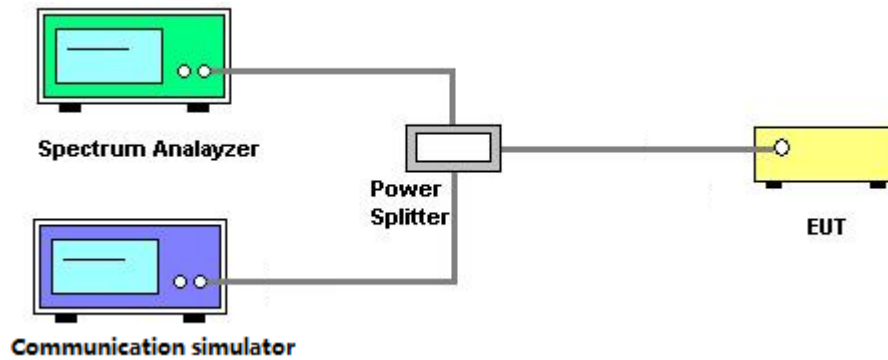 Spectrum Analayzer
Power
Splitter
EUT
Communication simulator